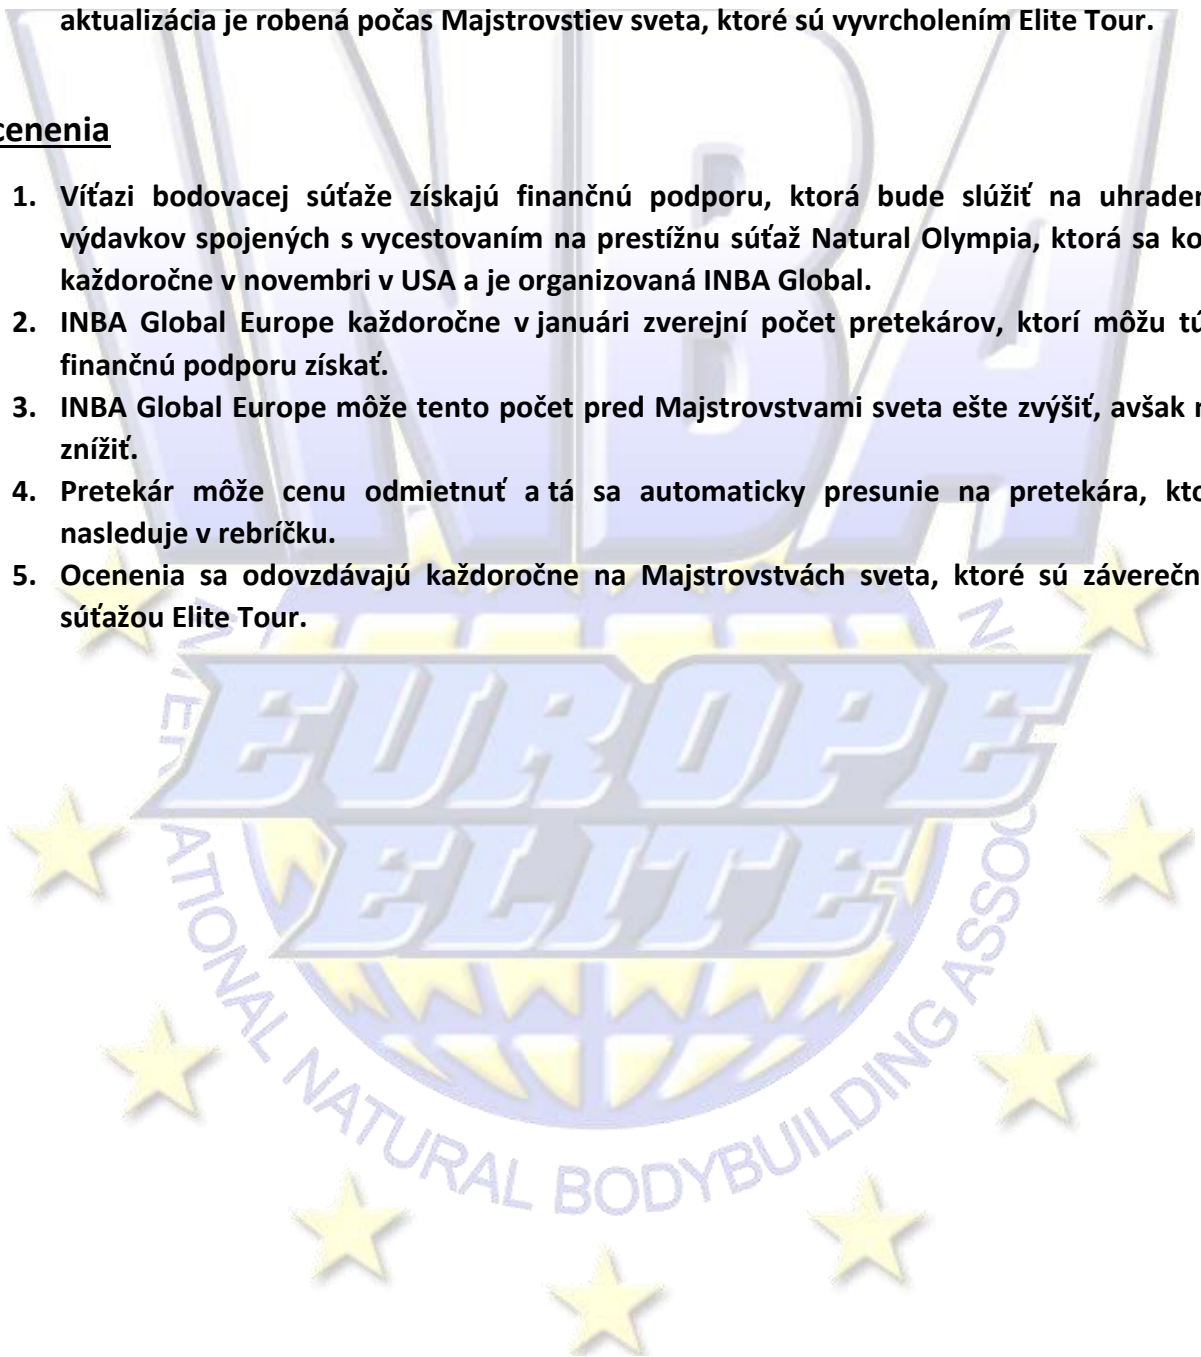 aktualizácia je robená počas Majstrovstiev sveta, ktoré sú vyvrcholením Elite Tour.
cenenia
1. Víťazi bodovacej súťaže získajú finančnú podporu, ktorá bude slúžiť na uhraden
výdavkov spojených s vycestovaním na prestížnu súťaž Natural Olympia, ktorá sa ko
každoročne v novembri v USA a je organizovaná INBA Global.
2. INBA Global Europe každoročne v januári zverejní počet pretekárov, ktorí môžu tú
finančnú podporu získať.
3. INBA Global Europe môže tento počet pred Majstrovstvami sveta ešte zvýšiť, avšak n
znížiť.
4. Pretekár môže cenu odmietnuť a tá sa automaticky presunie na pretekára, kto
nasleduje v rebríčku.
5. Ocenenia sa odovzdávajú každoročne na Majstrovstvách sveta, ktoré sú záverečn
súťažou Elite Tour.
INBA
EUROPE
ELITE
NATURAL BODYBUILDING